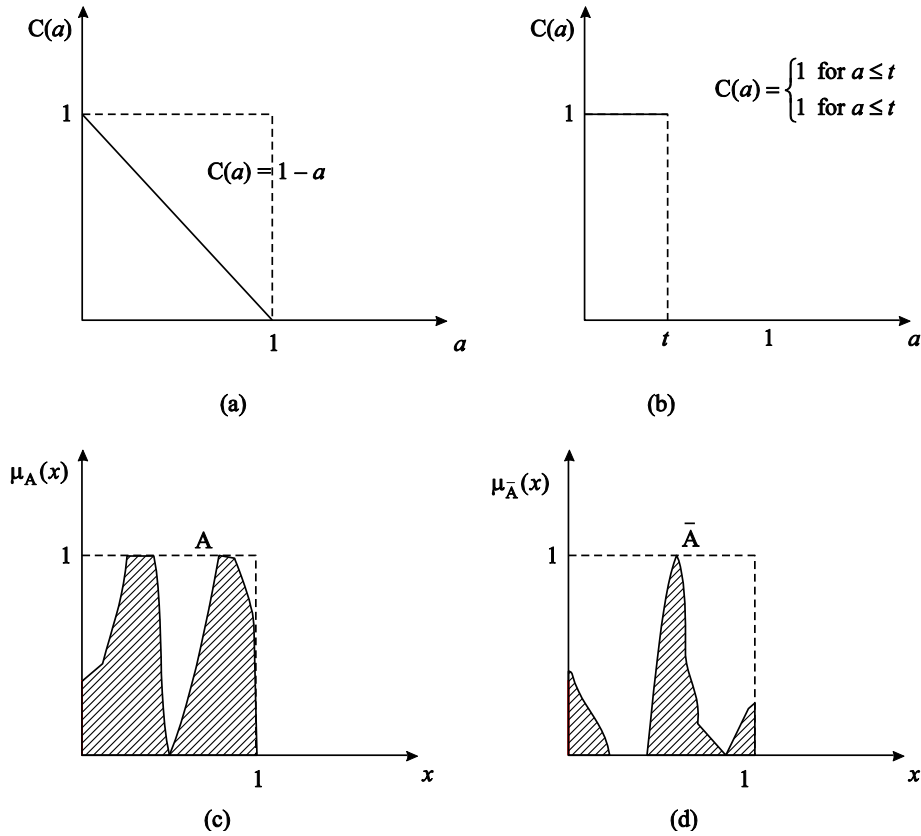 C(a)
1
C(a) = 1 – a
1
a
(a)
C(a)
C(a) = {1 for a ≤ t
1 for a ≤ t
1
t
1
a
(b)
μA(x)
1
A
1
x
(c)
μĀ(x)
1
Ā
1
x
(d)